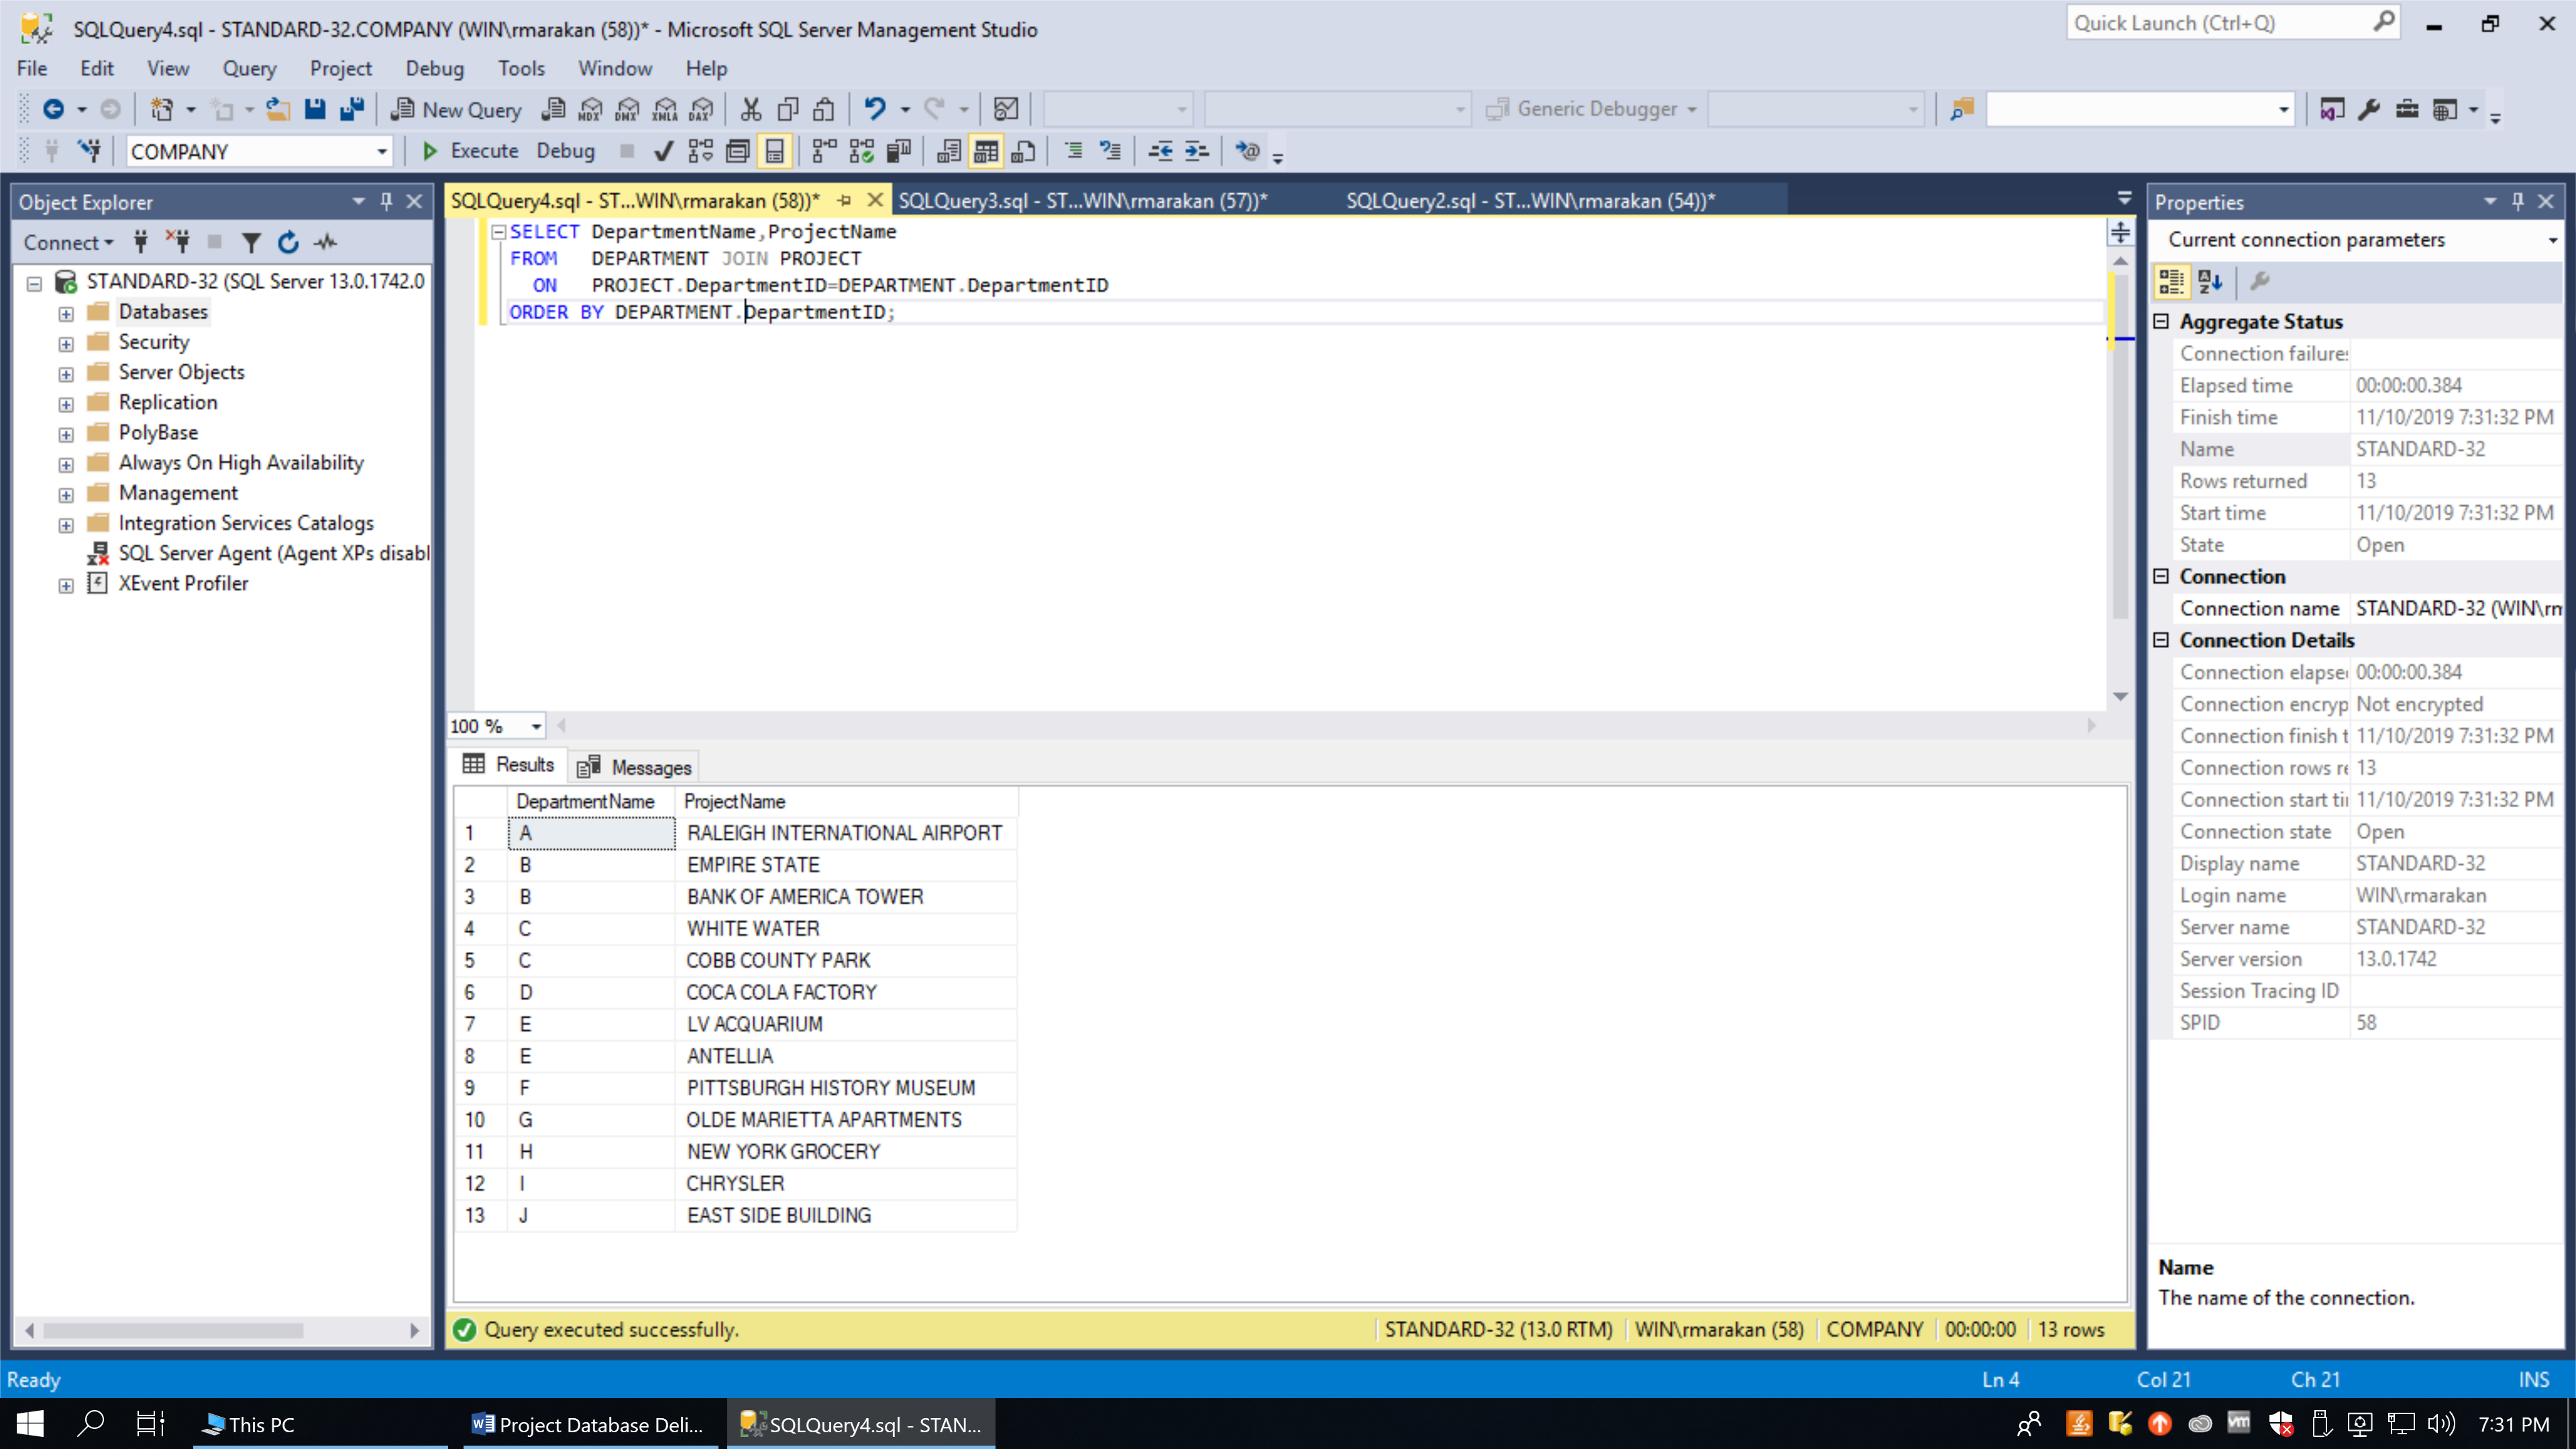 SQLQuery4.sql - STANDARD-32.COMPANY (WIN\rmarakan (58))* - Microsoft SQL Server Management Studio
Quick Launch (Ctrl+Q)
File Edit View Query Project Debug Tools Window Help
New Query MDX DMX XMLA DAX Generic Debugger
COMPANY Execute Debug
Object Explorer
Connect
STANDARD-32 (SQL Server 13.0.1742.0
Databases
Security
Server Objects
Replication
PolyBase
Always On High Availability
Management
Integration Services Catalogs
SQL Server Agent (Agent XPs disabl
XEvent Profiler
SQLQuery4.sql - ST...WIN\rmarakan (58))* SQLQuery3.sql - ST...WIN\rmarakan (57))* SQLQuery2.sql - ST...WIN\rmarakan (54))*
SELECT DepartmentName,ProjectName
FROM DEPARTMENT JOIN PROJECT
ON PROJECT.DepartmentID=DEPARTMENT.DepartmentID
ORDER BY DEPARTMENT.DepartmentID;
100 %
Results Messages
DepartmentName ProjectName
1 A RALEIGH INTERNATIONAL AIRPORT
2 B EMPIRE STATE
3 B BANK OF AMERICA TOWER
4 C WHITE WATER
5 C COBB COUNTY PARK
6 D COCA COLA FACTORY
7 E LV ACQUARIUM
8 E ANTELLIA
9 F PITTSBURGH HISTORY MUSEUM
10 G OLDE MARIETTA APARTMENTS
11 H NEW YORK GROCERY
12 I CHRYSLER
13 J EAST SIDE BUILDING
Query executed successfully. STANDARD-32 (13.0 RTM) WIN\rmarakan (58) COMPANY 00:00:00 13 rows
Properties
Current connection parameters
Aggregate Status
Connection failures
Elapsed time 00:00:00.384
Finish time 11/10/2019 7:31:32 PM
Name STANDARD-32
Rows returned 13
Start time 11/10/2019 7:31:32 PM
State Open
Connection
Connection name STANDARD-32 (WIN\rm
Connection Details
Connection elapse 00:00:00.384
Connection encryp Not encrypted
Connection finish t 11/10/2019 7:31:32 PM
Connection rows re 13
Connection start ti 11/10/2019 7:31:32 PM
Connection state Open
Display name STANDARD-32
Login name WIN\rmarakan
Server name STANDARD-32
Server version 13.0.1742
Session Tracing ID
SPID 58
Name
The name of the connection.
Ready Ln 4 Col 21 Ch 21 INS
This PC Project Database Deli... SQLQuery4.sql - STAN... vm 7:31 PM